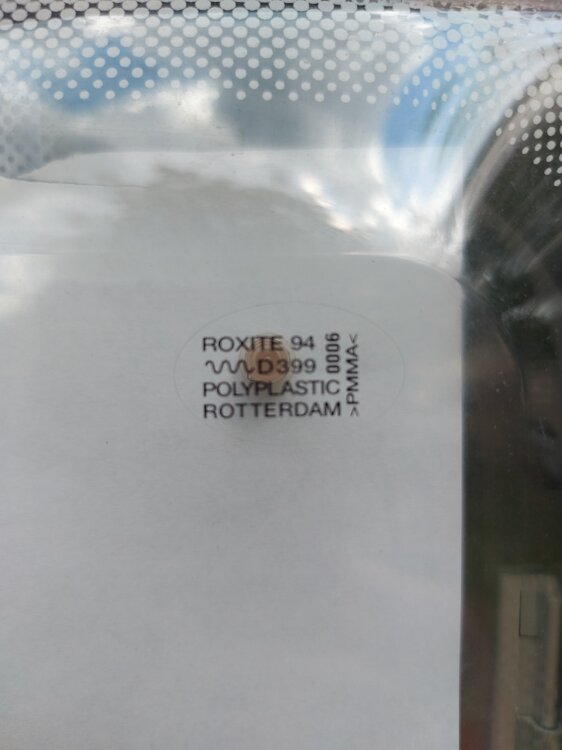 ROXITE 94
D399
POLYPLASTIC
ROTTERDAM
0006
>PMMA<